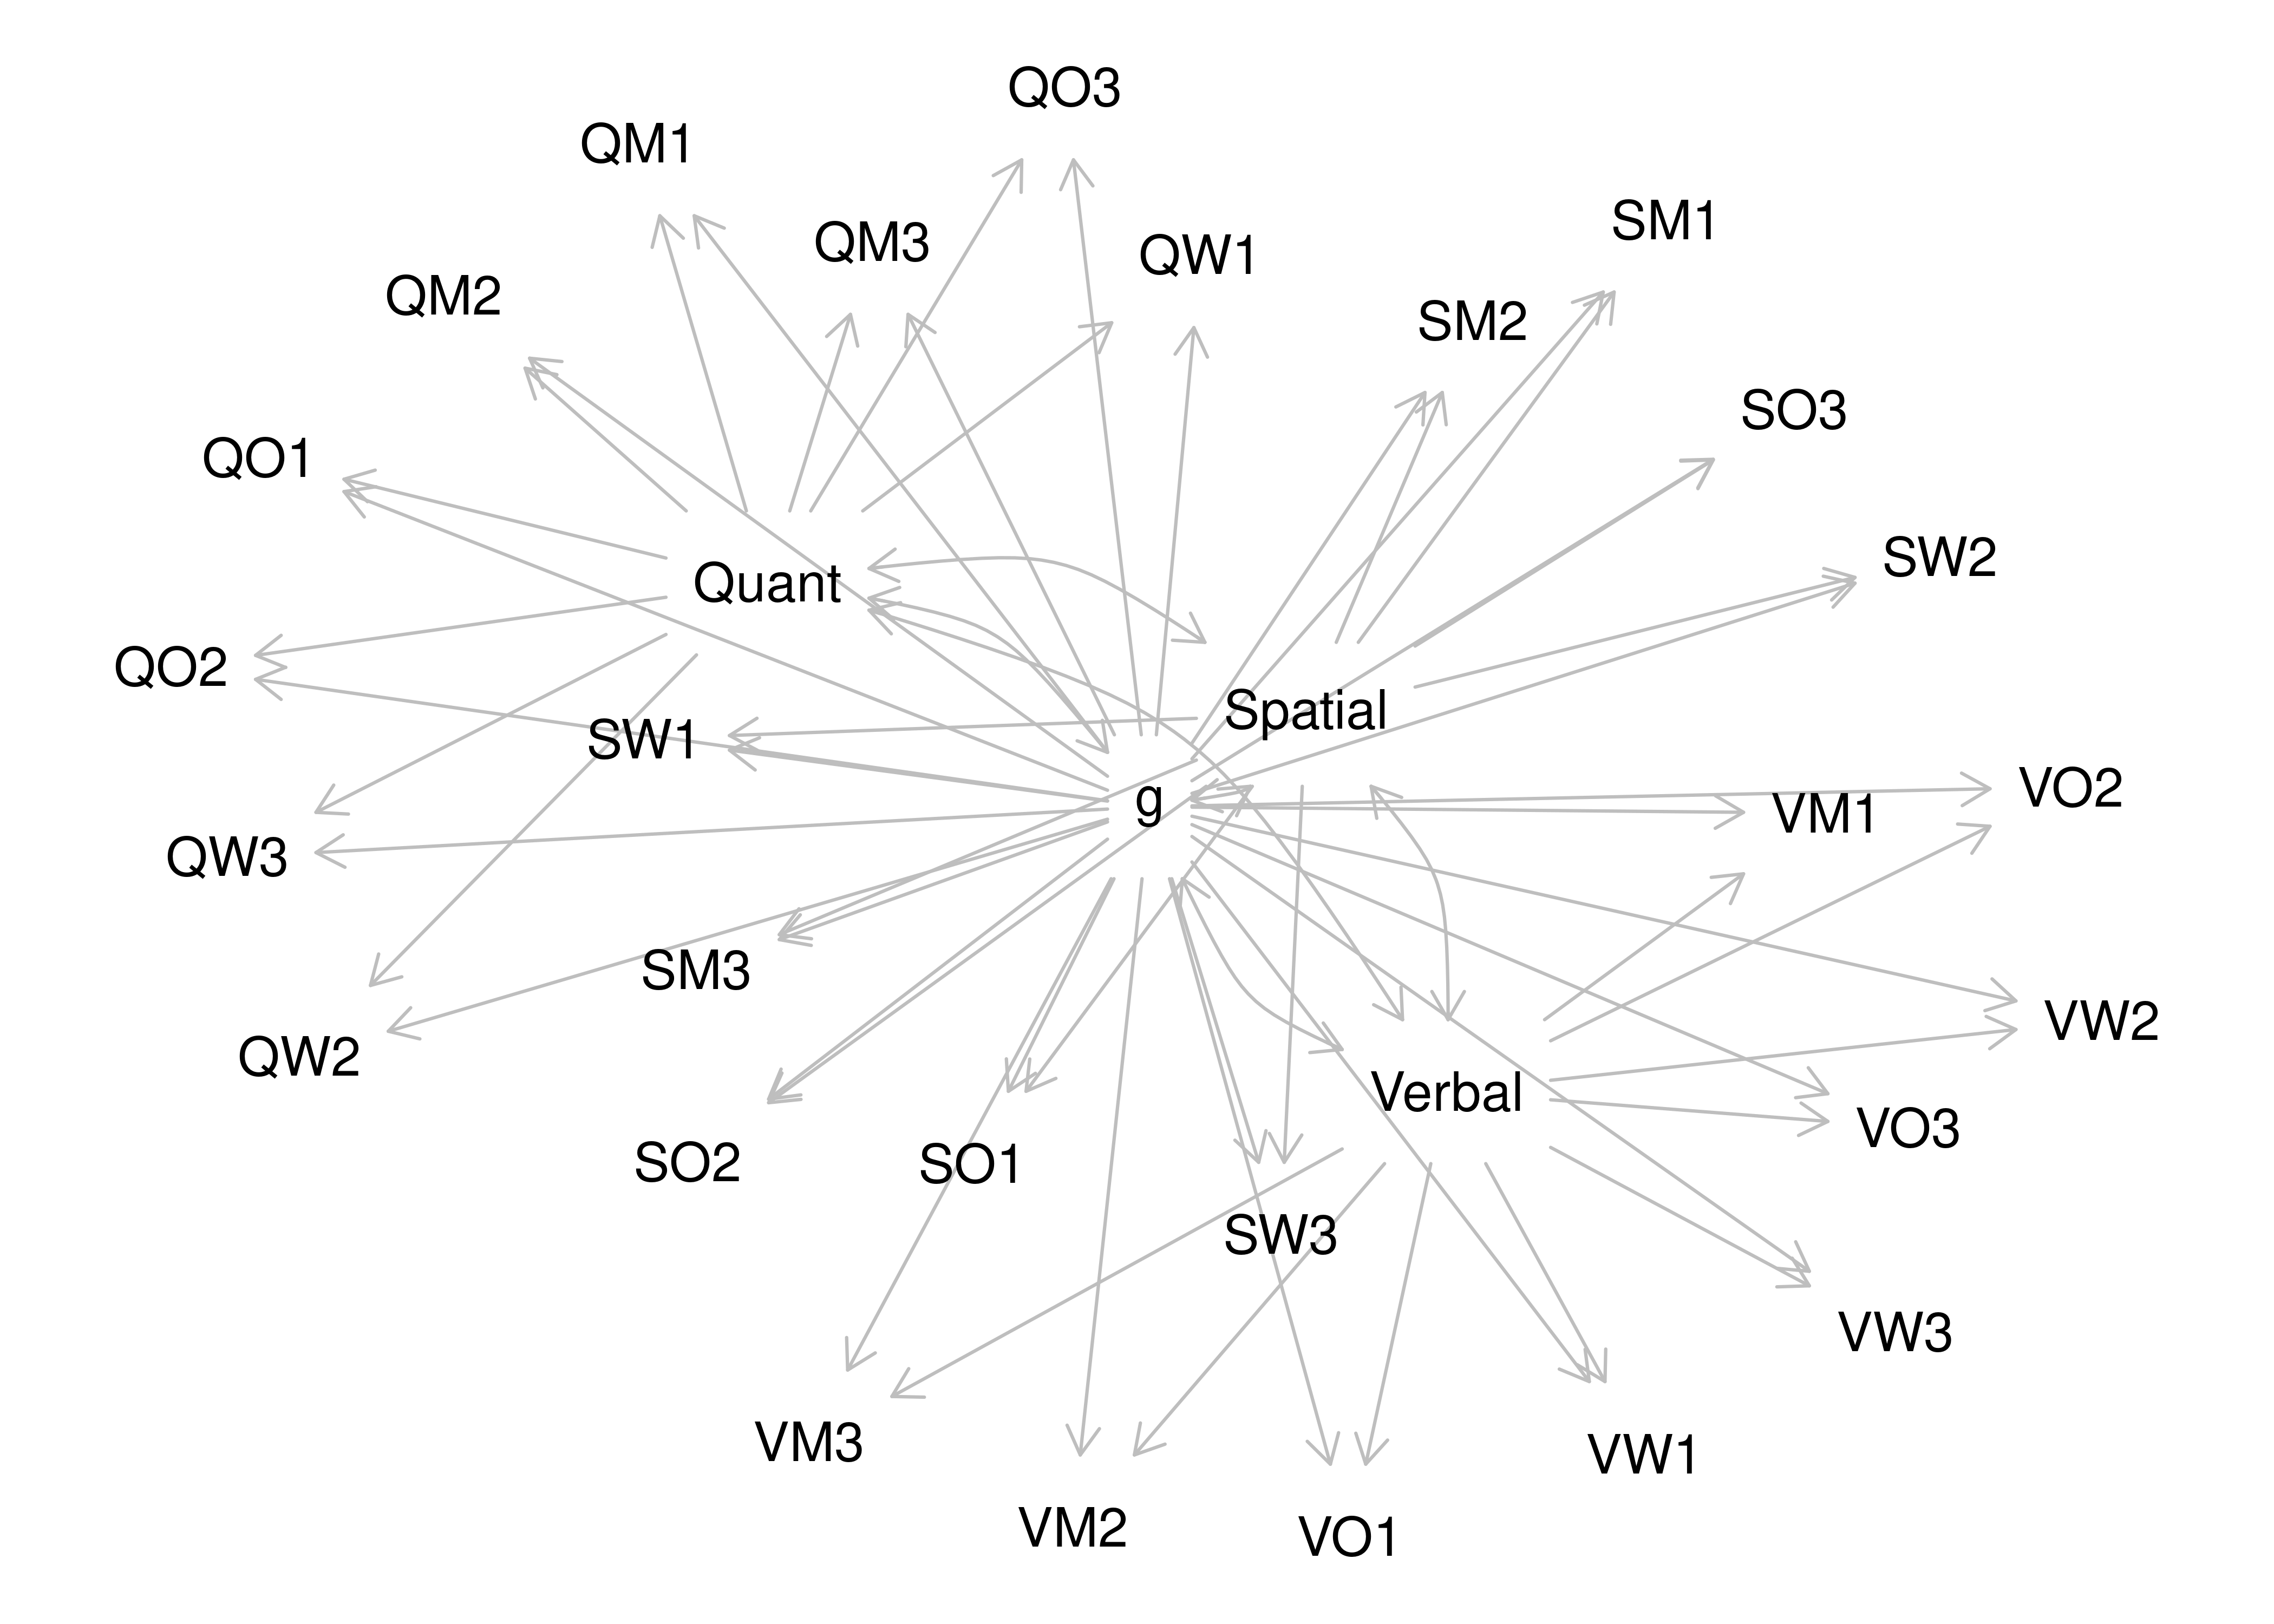 QO3
QM1
SM1
QM3
QW1
QM2
SM2
SO3
QO1
SW2
Quant
QO2
Spatial
SW1
VO2
g
VM1
QW3
SM3
VW2
QW2
Verbal
VO3
SO2
SO1
SW3
VW3
VM3
VW1
VM2
VO1